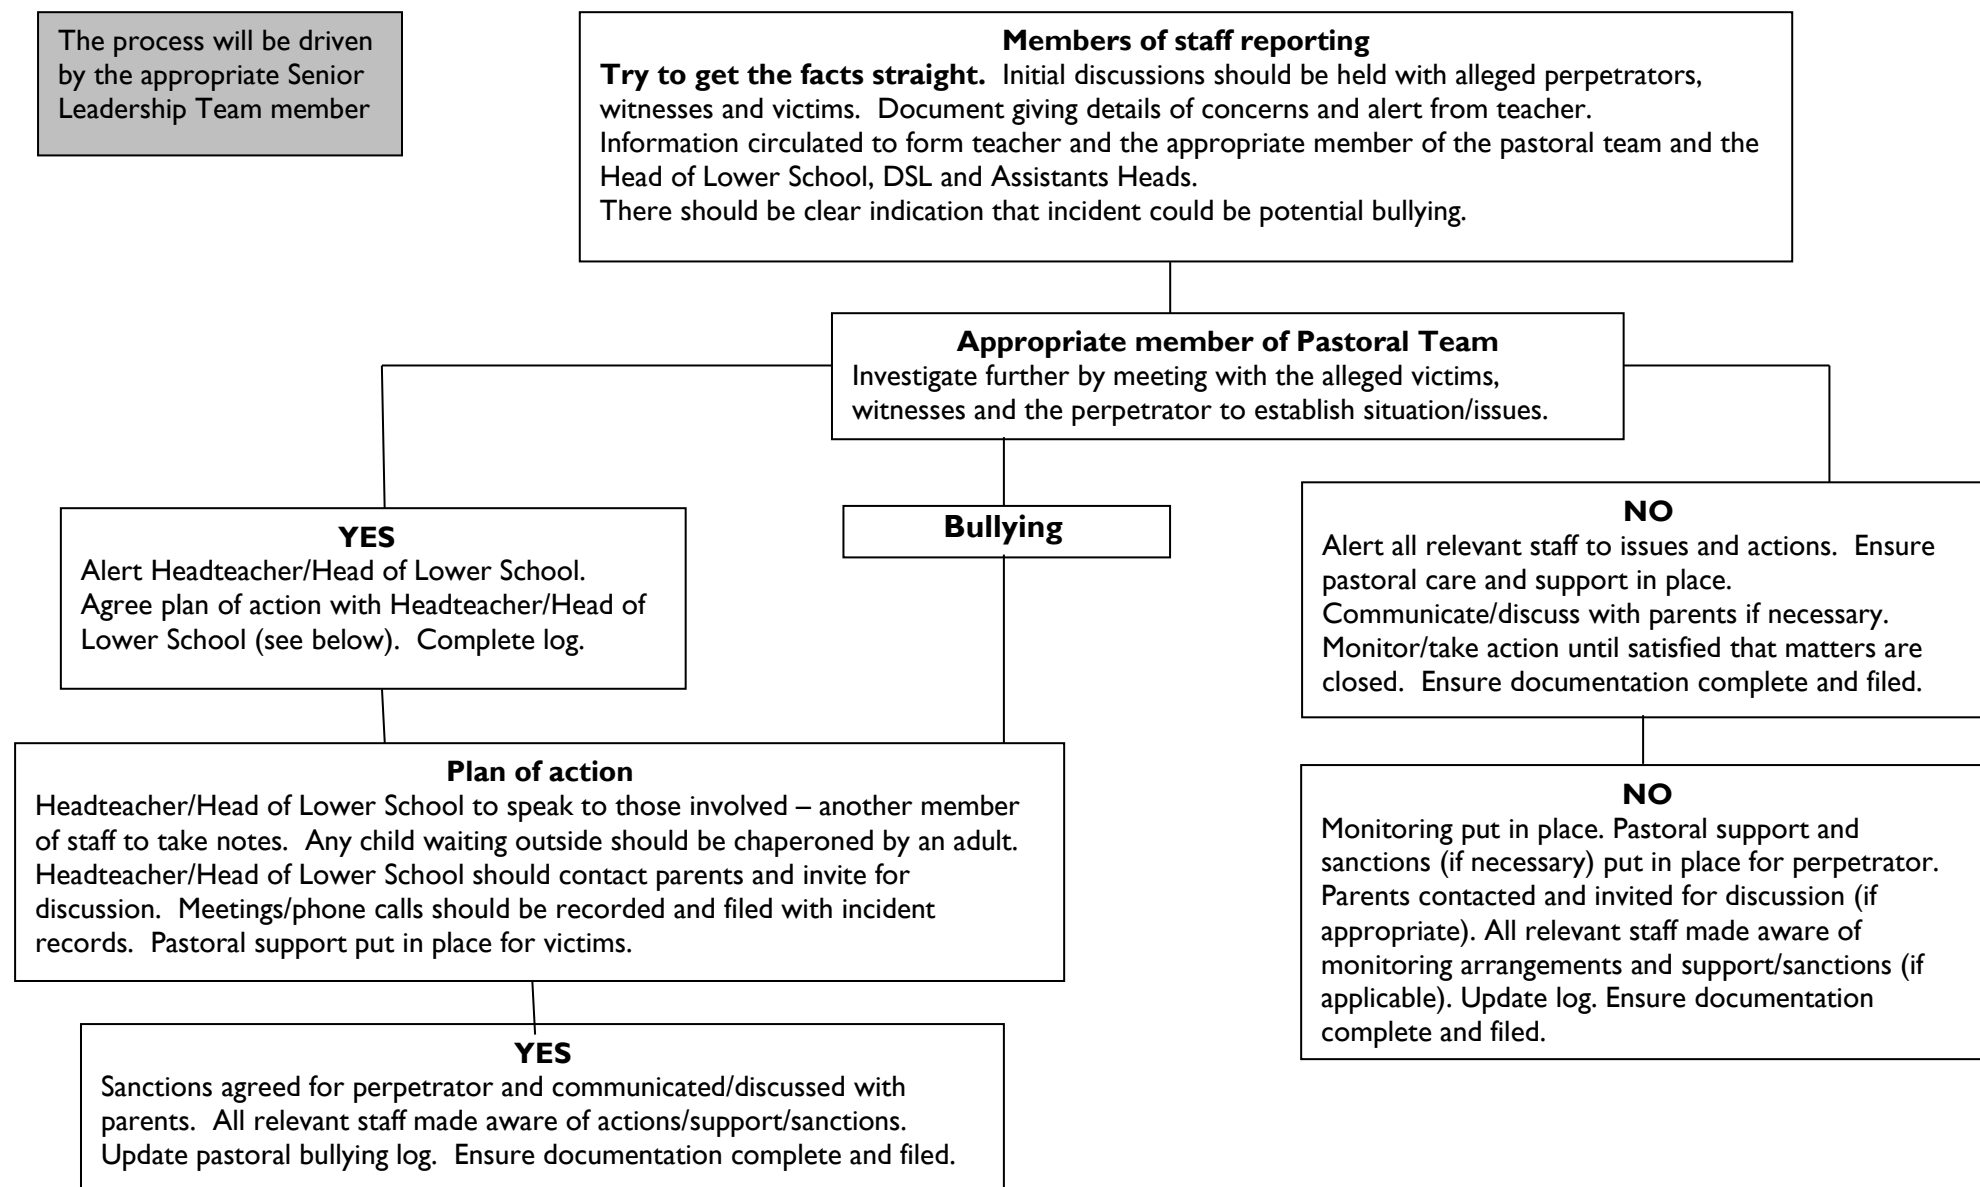 The process will be driven
by the appropriate Senior
Leadership Team member
Members of staff reporting
Try to get the facts straight.  Initial discussions should be held with alleged perpetrators,
witnesses and victims.  Document giving details of concerns and alert from teacher.
Information circulated to form teacher and the appropriate member of the pastoral team and the
Head of Lower School, DSL and Assistants Heads.
There should be clear indication that incident could be potential bullying.
Appropriate member of Pastoral Team
Investigate further by meeting with the alleged victims,
witnesses and the perpetrator to establish situation/issues.
YES
Alert Headteacher/Head of Lower School.
Agree plan of action with Headteacher/Head of
Lower School (see below).  Complete log.
Bullying
NO
Alert all relevant staff to issues and actions.  Ensure
pastoral care and support in place.
Communicate/discuss with parents if necessary.
Monitor/take action until satisfied that matters are
closed.  Ensure documentation complete and filed.
Plan of action
Headteacher/Head of Lower School to speak to those involved – another member
of staff to take notes.  Any child waiting outside should be chaperoned by an adult.
Headteacher/Head of Lower School should contact parents and invite for
discussion.  Meetings/phone calls should be recorded and filed with incident
records.  Pastoral support put in place for victims.
NO
Monitoring put in place. Pastoral support and
sanctions (if necessary) put in place for perpetrator.
Parents contacted and invited for discussion (if
appropriate). All relevant staff made aware of
monitoring arrangements and support/sanctions (if
applicable). Update log. Ensure documentation
complete and filed.
YES
Sanctions agreed for perpetrator and communicated/discussed with
parents.  All relevant staff made aware of actions/support/sanctions.
Update pastoral bullying log.  Ensure documentation complete and filed.